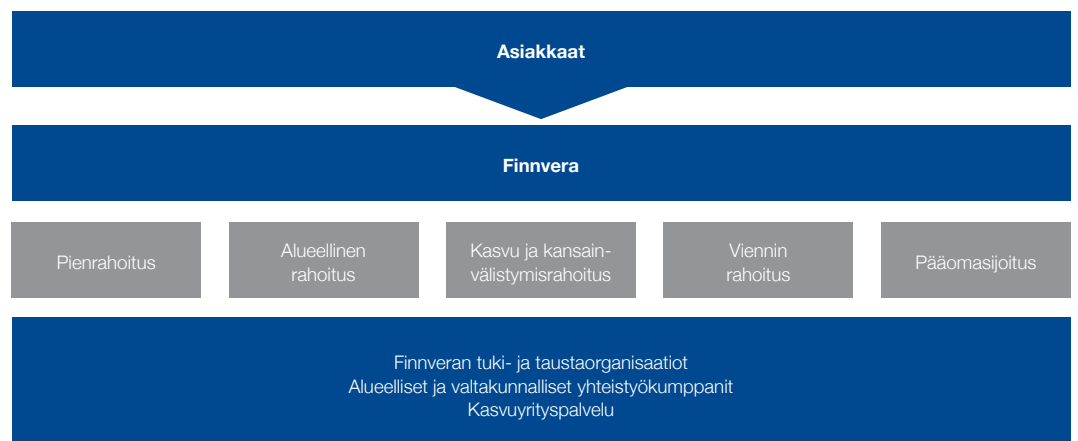 Asiakkaat
Finnvera
Pienrahoitus
Alueellinen
rahoitus
Kasvu ja kansain-
välistymisrahoitus
Viennin
rahoitus
Pääomasijoitus
Finnveran tuki- ja taustaorganisaatiot
Alueelliset ja valtakunnalliset yhteistyökumppanit
Kasvuyrityspalvelu